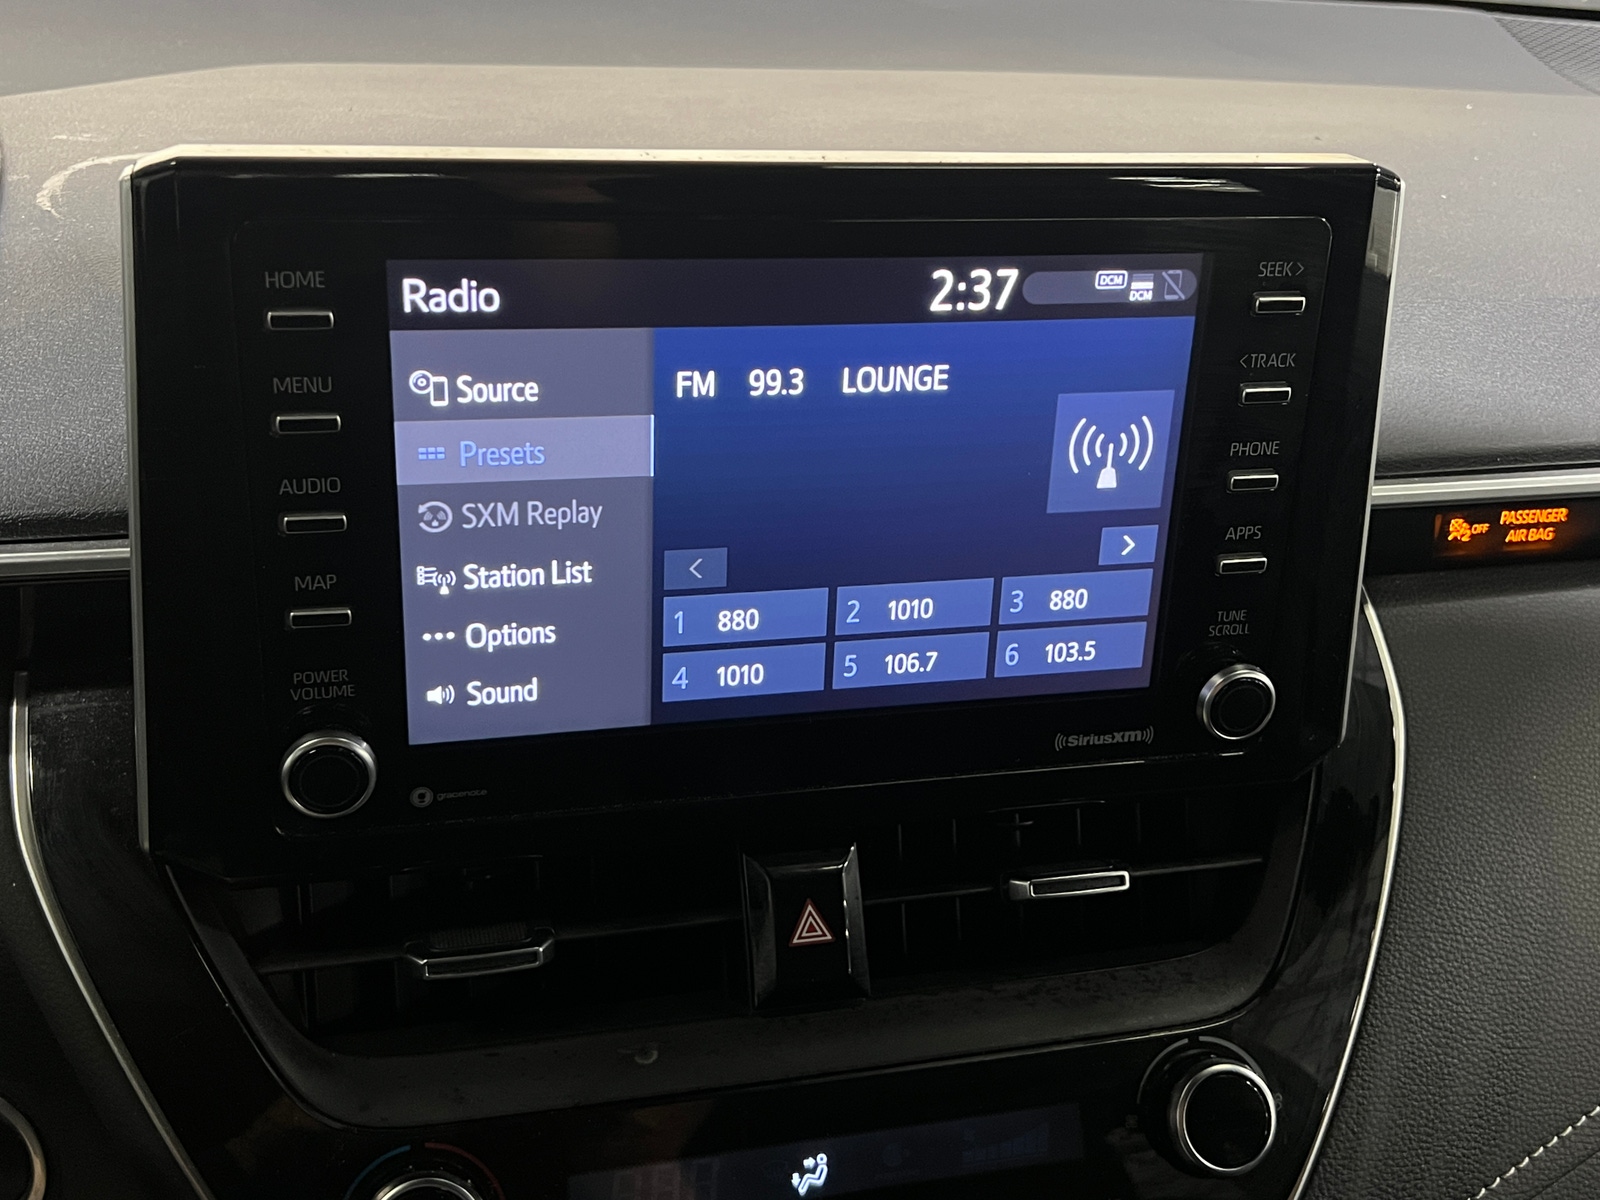 HOME
MENU
AUDIO
MAP
POWER
VOLUME
Radio
2:37
DCM
DCM
Source
Presets
SXM Replay
Station List
Options
Sound
FM 99.3 LOUNGE
<
>
1 880
2 1010
3 880
4 1010
5 106.7
6 103.5
gracenote
((SiriusXM))
SEEK>
<TRACK
PHONE
APPS
TUNE
SCROLL
OFF
PASSENGER
AIR BAG